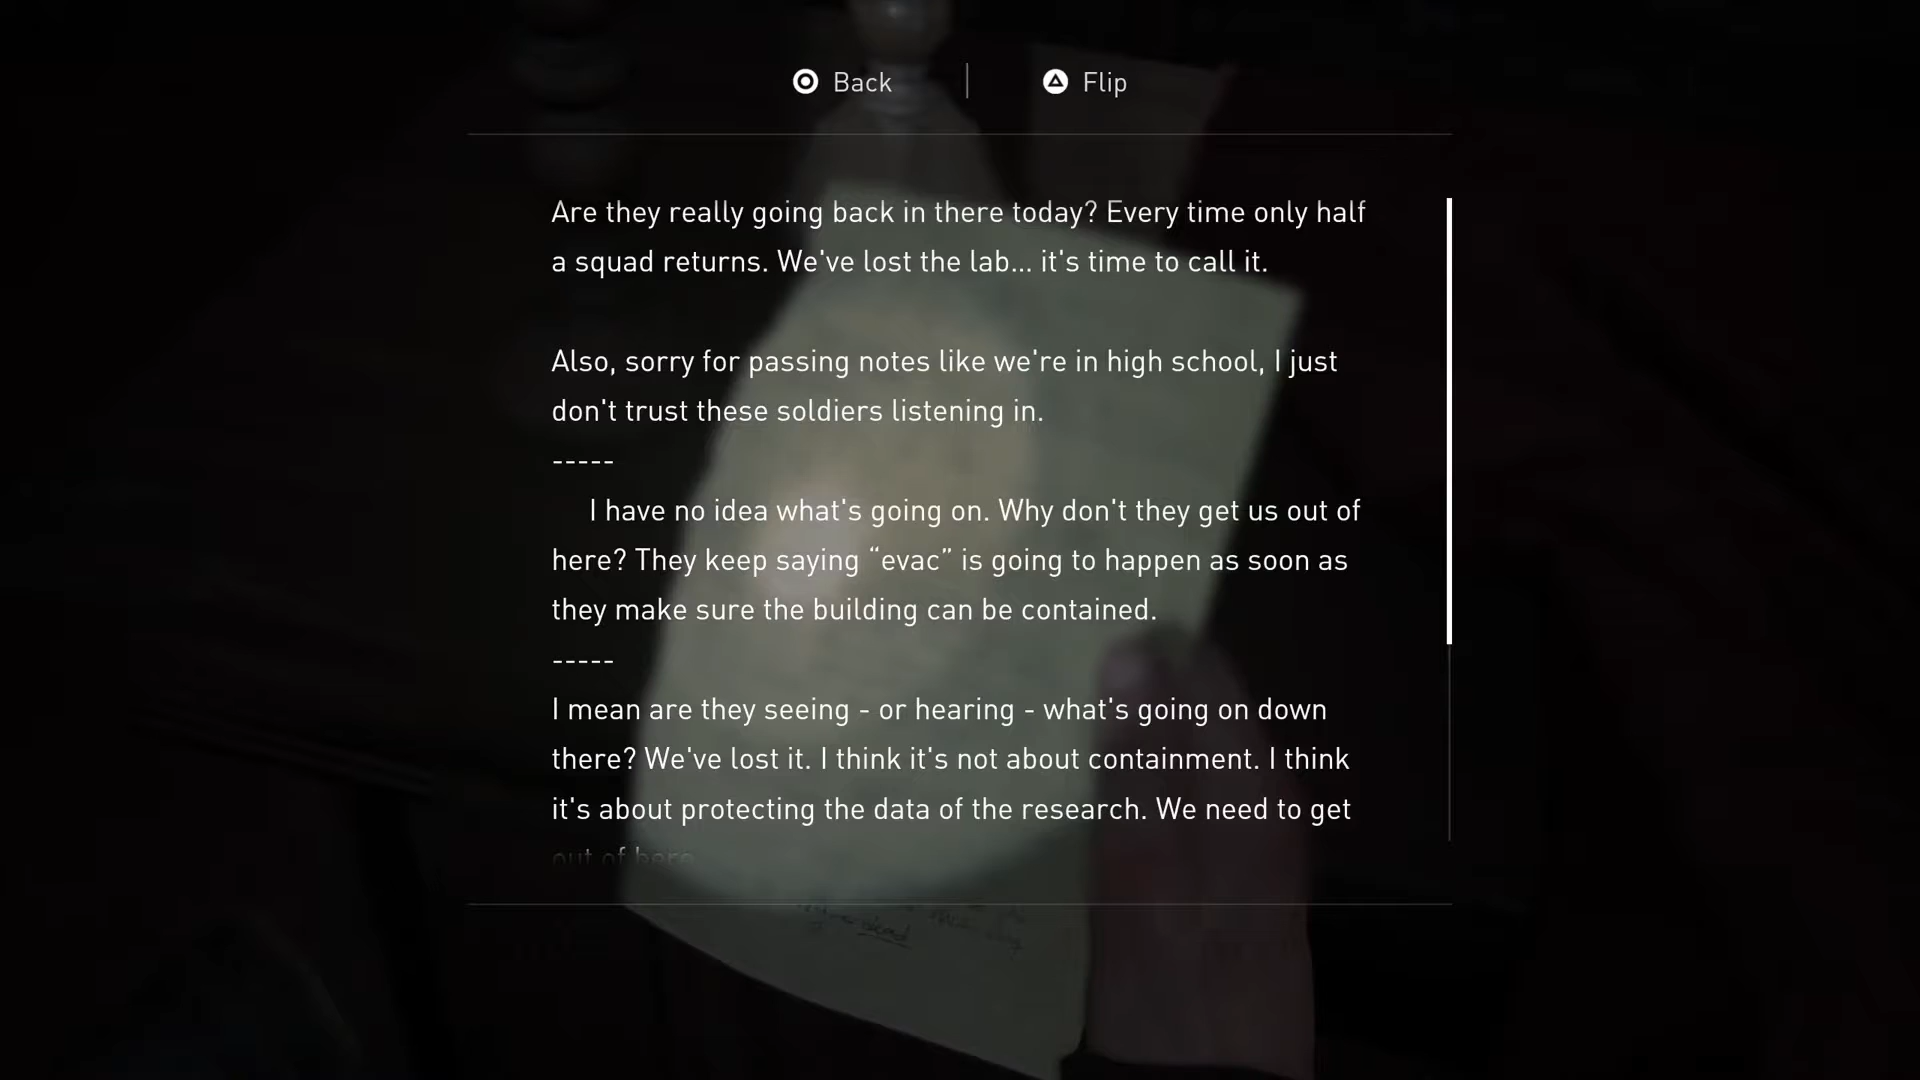 Back
Flip
Are they really going back in there today? Every time only half
a squad returns. We've lost the lab... it's time to call it.
Also, sorry for passing notes like we're in high school, I just
don't trust these soldiers listening in.
-----
I have no idea what's going on. Why don't they get us out of
here? They keep saying “evac” is going to happen as soon as
they make sure the building can be contained.
-----
I mean are they seeing - or hearing - what's going on down
there? We've lost it. I think it's not about containment. I think
it's about protecting the data of the research. We need to get
out of here
dead